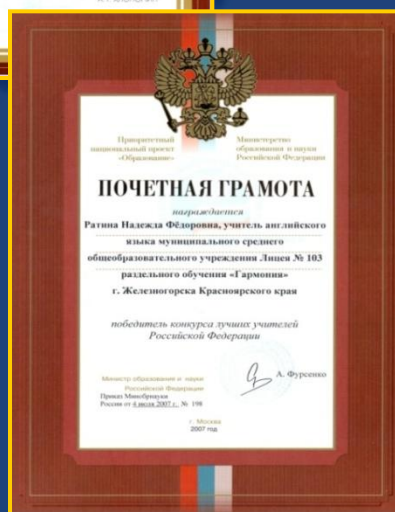 Приоритетный
национальный проект
«Образование»
Министерство
образования и науки
Российской Федерации
ПОЧЕТНАЯ ГРАМОТА
награждается
Ратина Надежда Фёдоровна, учитель английского
языка муниципального среднего
общеобразовательного учреждения Лицея № 103
раздельного обучения «Гармония»
г. Железногорска Красноярского края
победитель конкурса лучших учителей
Российской Федерации
Министр образования и науки
Российской Федерации
А. Фурсенко
Приказ Минобрнауки
России от 4 июля 2007 г. № 198
г. Москва
2007 год